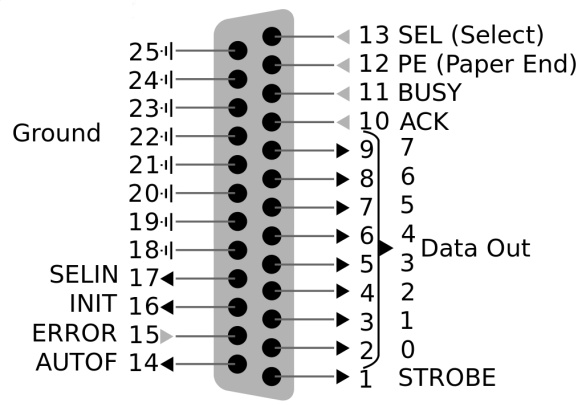 13 SEL (Select)
12 PE (Paper End)
11 BUSY
10 ACK
9 7
8 6
7 5
6 4
5 3
4 2
3 1
2 0
Data Out
1 STROBE
25
24
23
22
21
20
19
18
Ground
SELIN 17
INIT 16
ERROR 15
AUTOF 14